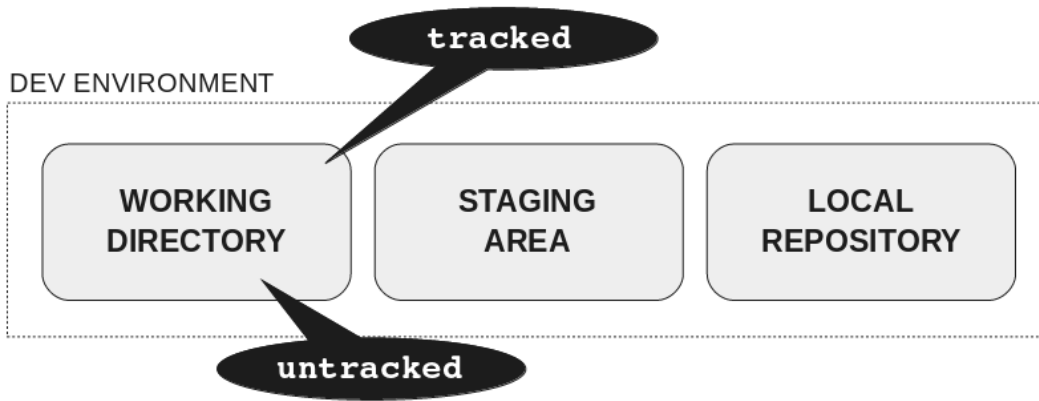 tracked
DEV ENVIRONMENT
WORKING
DIRECTORY
STAGING
AREA
LOCAL
REPOSITORY
untracked